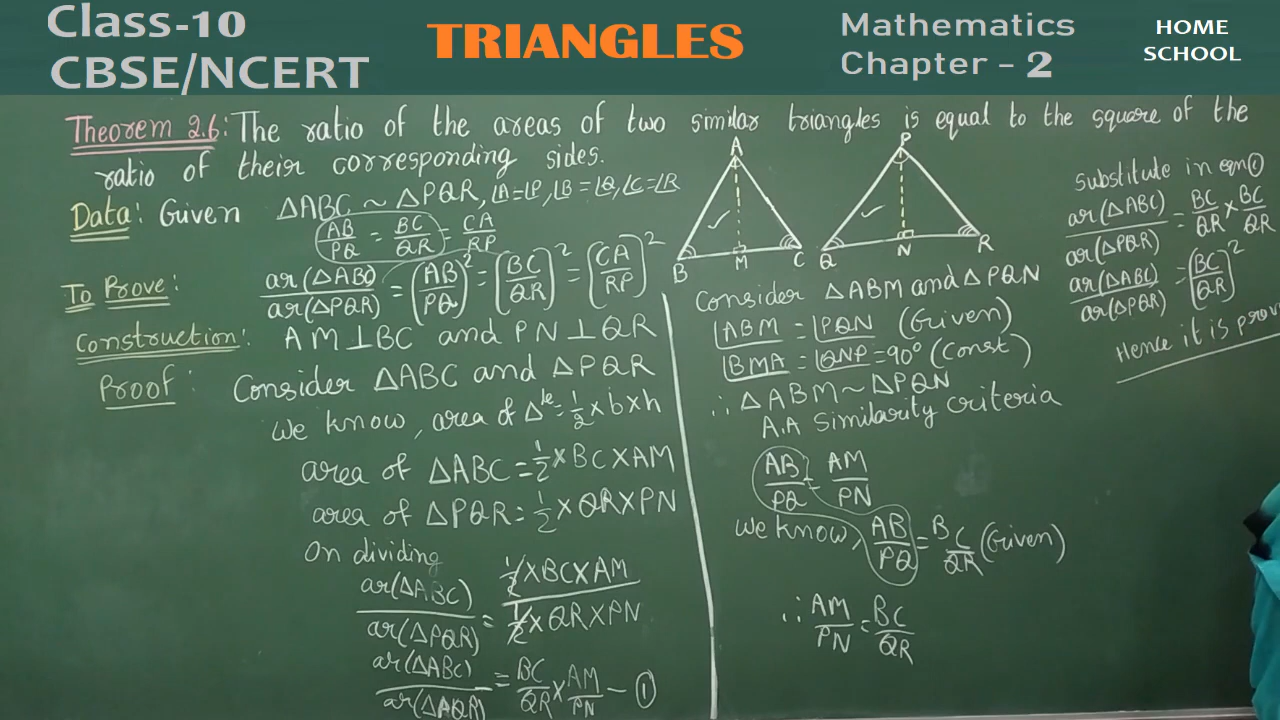 Class-10
CBSE/NCERT
TRIANGLES
Mathematics
Chapter - 2
HOME
SCHOOL
Theorem 2.6: The ratio of the areas of two similar triangles is equal to the square of the
ratio of their corresponding sides.
Data: Given ΔABC ~ ΔPQR, ∠A=∠P, ∠B=∠Q, ∠C=∠R
AB/PQ = BC/QR = CA/RP
To Prove: ar(ΔABC)/ar(ΔPQR) = (AB/PQ)² = (BC/QR)² = (CA/RP)²
Construction: AM⊥BC and PN⊥QR
Proof: Consider ΔABC and ΔPQR
We know, area of Δle = 1/2 × b × h
area of ΔABC = 1/2 × BC × AM
area of ΔPQR = 1/2 × QR × PN
On dividing
ar(ΔABC)/ar(ΔPQR) = 1/2 × BC × AM / 1/2 × QR × PN
ar(ΔABC)/ar(ΔPQR) = BC/QR × AM/PN — ①
A
B
M
C
P
Q
N
R
Consider ΔABM and ΔPQN
∠ABM = ∠PQN (Given)
∠BMA = ∠QNP = 90° (Const)
∴ ΔABM ~ ΔPQN
A.A Similarity criteria
AB/PQ = AM/PN
We know, AB/PQ = BC/QR (Given)
∴ AM/PN = BC/QR
Substitute in eqn ①
ar(ΔABC)/ar(ΔPQR) = BC/QR × BC/QR
ar(ΔABC)/ar(ΔPQR) = (BC/QR)²
Hence it is prov